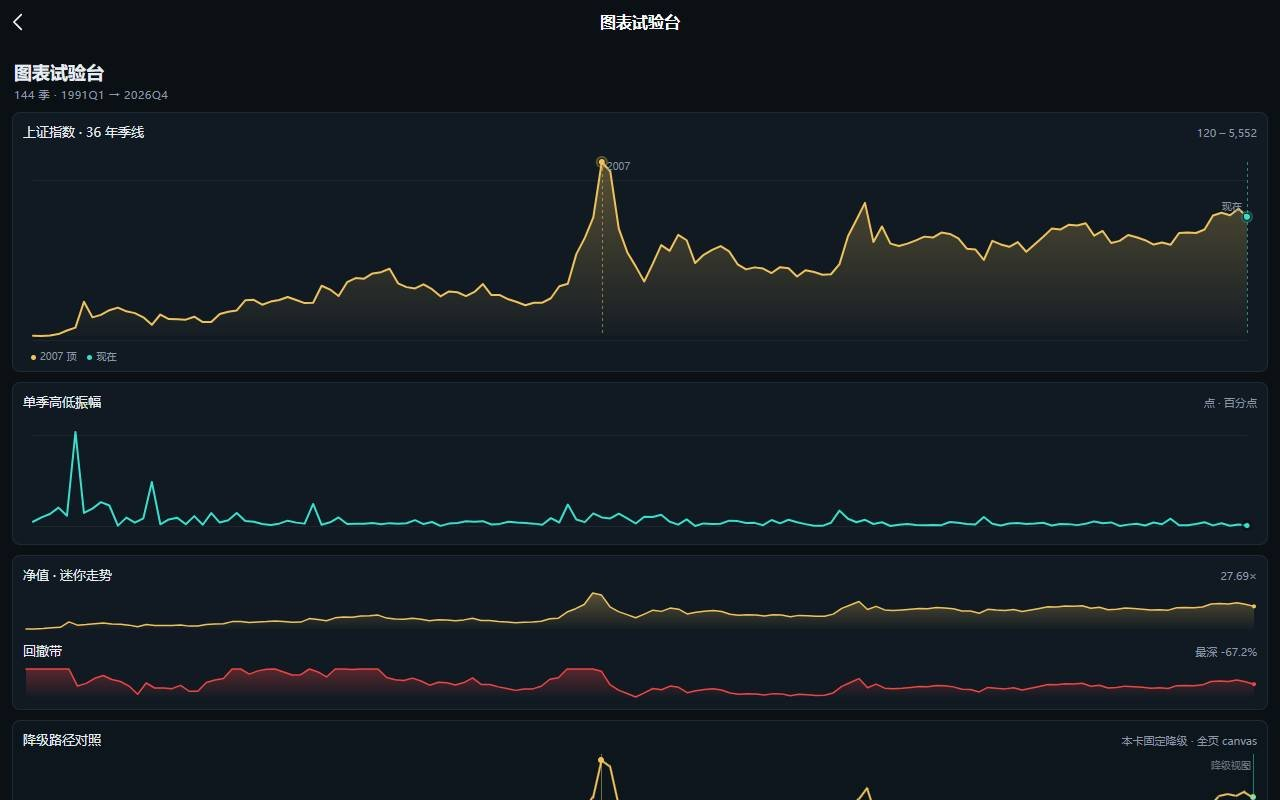 图表试验台
图表试验台
144 季 · 1991Q1 → 2026Q4
上证指数 · 36 年季线
120 – 5,552
2007
现在
2007 顶
现在
单季高低振幅
点 · 百分点
净值 · 迷你走势
27.69×
回撤带
最深 -67.2%
降级路径对照
本卡固定降级 · 全页 canvas
降级视图